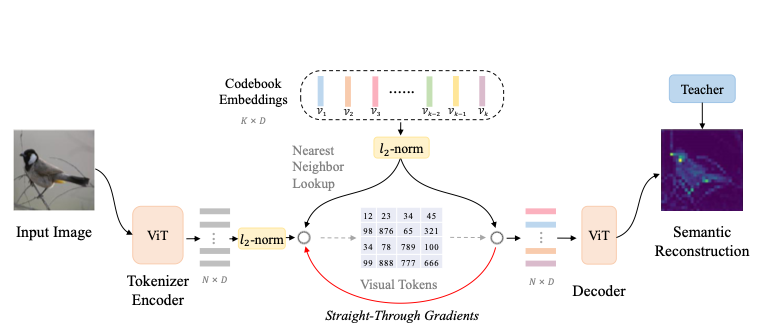 Codebook
Embeddings
K × D
𝒱₁ 𝒱₂ 𝒱₃ ······ 𝒱ₖ₋₂ 𝒱ₖ₋₁ 𝒱ₖ
Teacher
l₂-norm
Nearest
Neighbor
Lookup
Input Image
ViT
Tokenizer
Encoder
N × D
l₂-norm
12 23 34 45
98 876 65 321
34 78 789 100
99 888 777 666
Visual Tokens
Straight-Through Gradients
N × D
ViT
Decoder
Semantic
Reconstruction